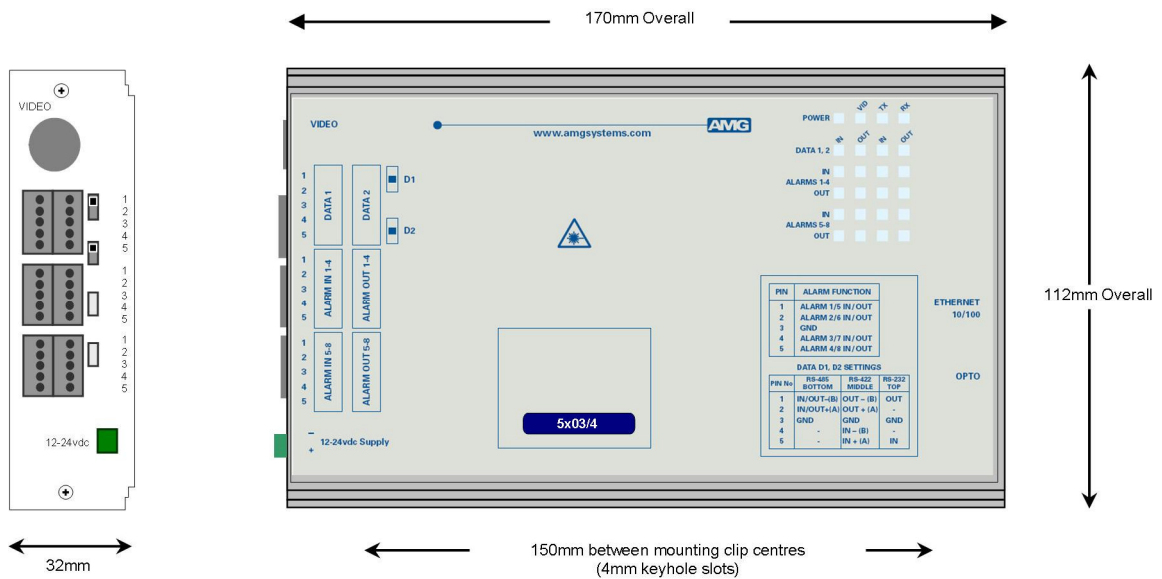 170mm Overall
VIDEO
1
2
3
4
5
1
2
3
4
5
1
2
3
4
5
12-24vdc
32mm
VIDEO
www.amgsystems.com
AMG
VID TX RX
POWER
IN OUT IN OUT
DATA 1, 2
IN
ALARMS 1-4
OUT
IN
ALARMS 5-8
OUT
1
2
3
4
5
DATA 1
DATA 2
D1
D2
1
2
3
4
5
ALARM IN 1-4
ALARM OUT 1-4
1
2
3
4
5
ALARM IN 5-8
ALARM OUT 5-8
– 12-24vdc Supply
+
5x03/4
PIN ALARM FUNCTION
1 ALARM 1/5 IN/OUT
2 ALARM 2/6 IN/OUT
3 GND
4 ALARM 3/7 IN/OUT
5 ALARM 4/8 IN/OUT
DATA D1, D2 SETTINGS
PIN No RS-485 BOTTOM RS-422 MIDDLE RS-232 TOP
1 IN/OUT–(B) OUT – (B) OUT
2 IN/OUT+(A) OUT + (A) -
3 GND GND GND
4 - IN – (B) -
5 - IN + (A) IN
ETHERNET
10/100
OPTO
112mm Overall
150mm between mounting clip centres
(4mm keyhole slots)